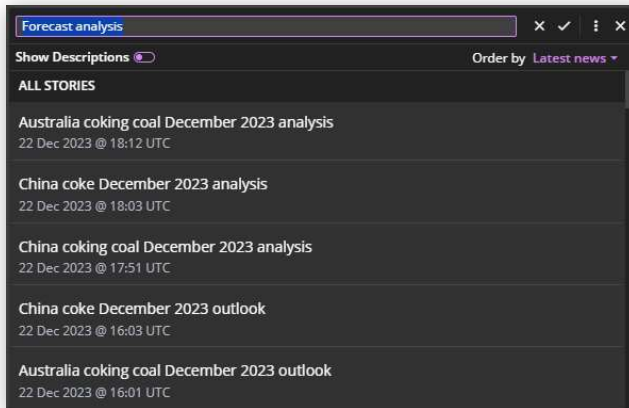 Forecast analysis
Show Descriptions
Order by Latest news
ALL STORIES
Australia coking coal December 2023 analysis
22 Dec 2023 @ 18:12 UTC
China coke December 2023 analysis
22 Dec 2023 @ 18:03 UTC
China coking coal December 2023 analysis
22 Dec 2023 @ 17:51 UTC
China coke December 2023 outlook
22 Dec 2023 @ 16:03 UTC
Australia coking coal December 2023 outlook
22 Dec 2023 @ 16:01 UTC